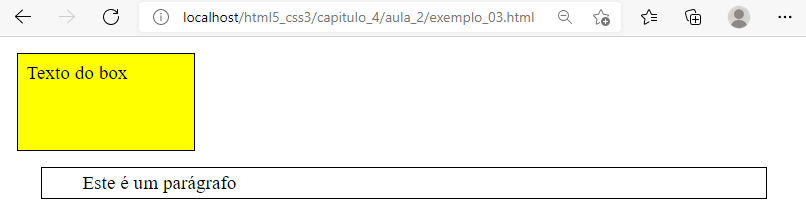 localhost/html5_css3/capitulo_4/aula_2/exemplo_03.html
Texto do box
Este é um parágrafo